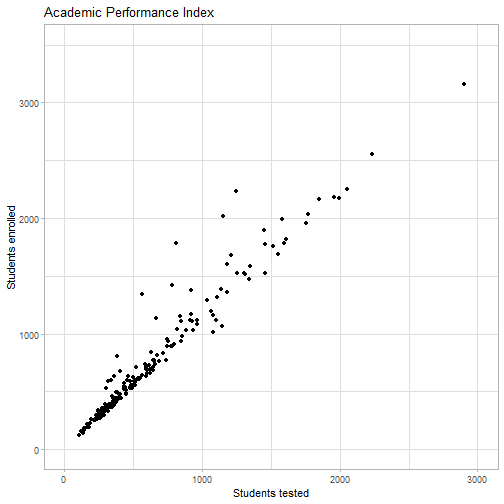 Academic Performance Index
Students enrolled
3000
2000
1000
0
0 1000 2000 3000
Students tested